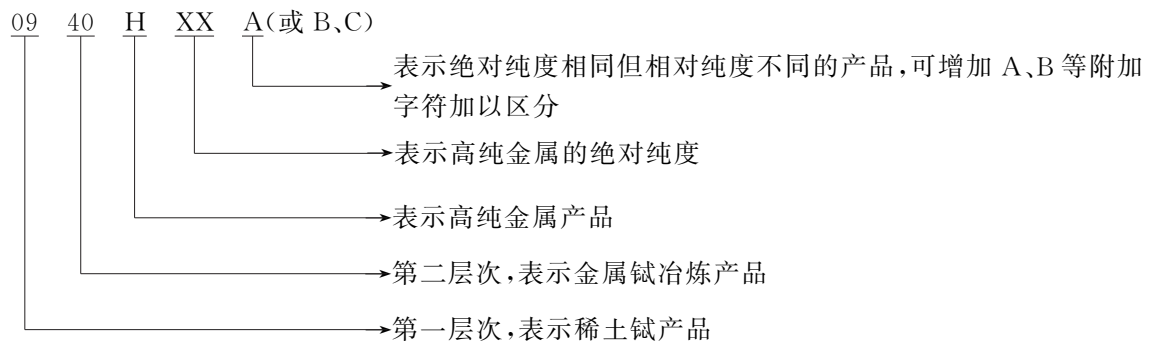 09 40 H XX A(或 B、C)
表示绝对纯度相同但相对纯度不同的产品,可增加 A、B 等附加
字符加以区分
表示高纯金属的绝对纯度
表示高纯金属产品
第二层次,表示金属铽冶炼产品
第一层次,表示稀土铽产品